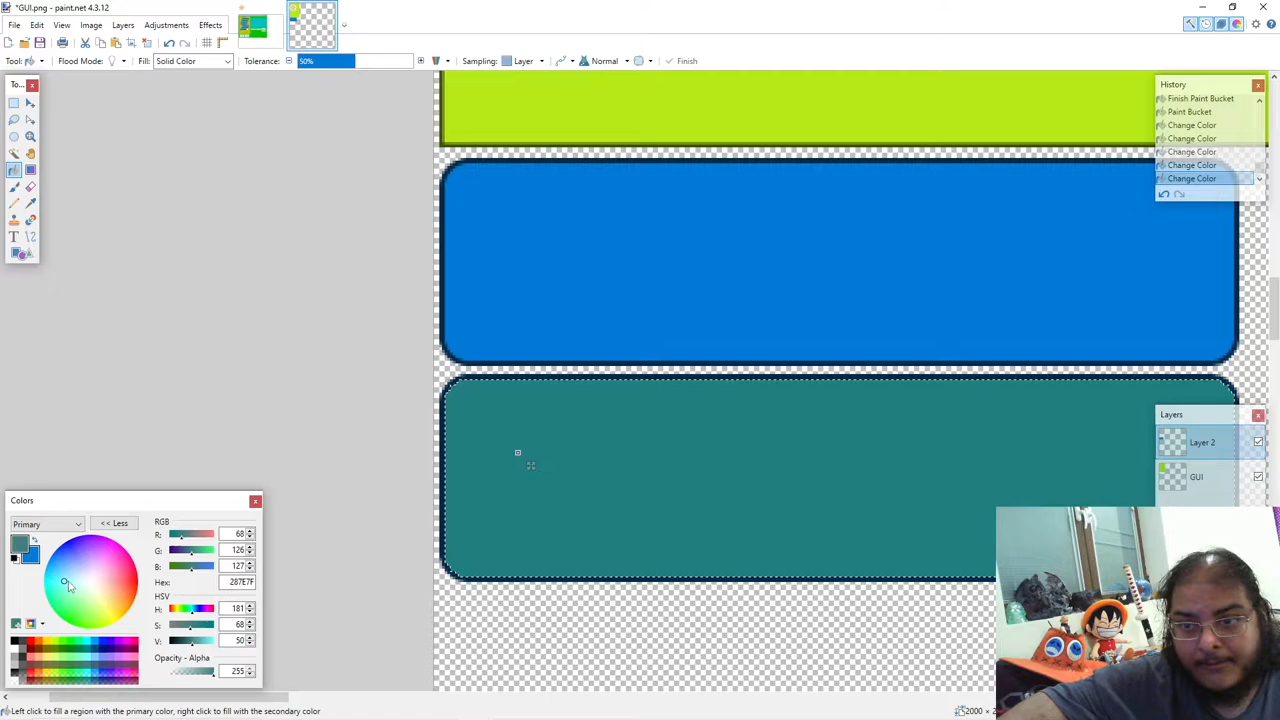 *GUI.png - paint.net 4.3.12
File Edit View Image Layers Adjustments Effects
Tool: Flood Mode: Fill: Solid Color Tolerance: 50% Sampling: Layer Normal Finish
To...
History
Finish Paint Bucket
Paint Bucket
Change Color
Change Color
Change Color
Change Color
Change Color
Layers
Layer 2
GUI
Colors
Primary
<< Less
RGB
R: 68
G: 126
B: 127
Hex: 287E7F
HSV
H: 181
S: 68
V: 50
Opacity - Alpha
255
Left click to fill a region with the primary color, right click to fill with the secondary color
2000 ×